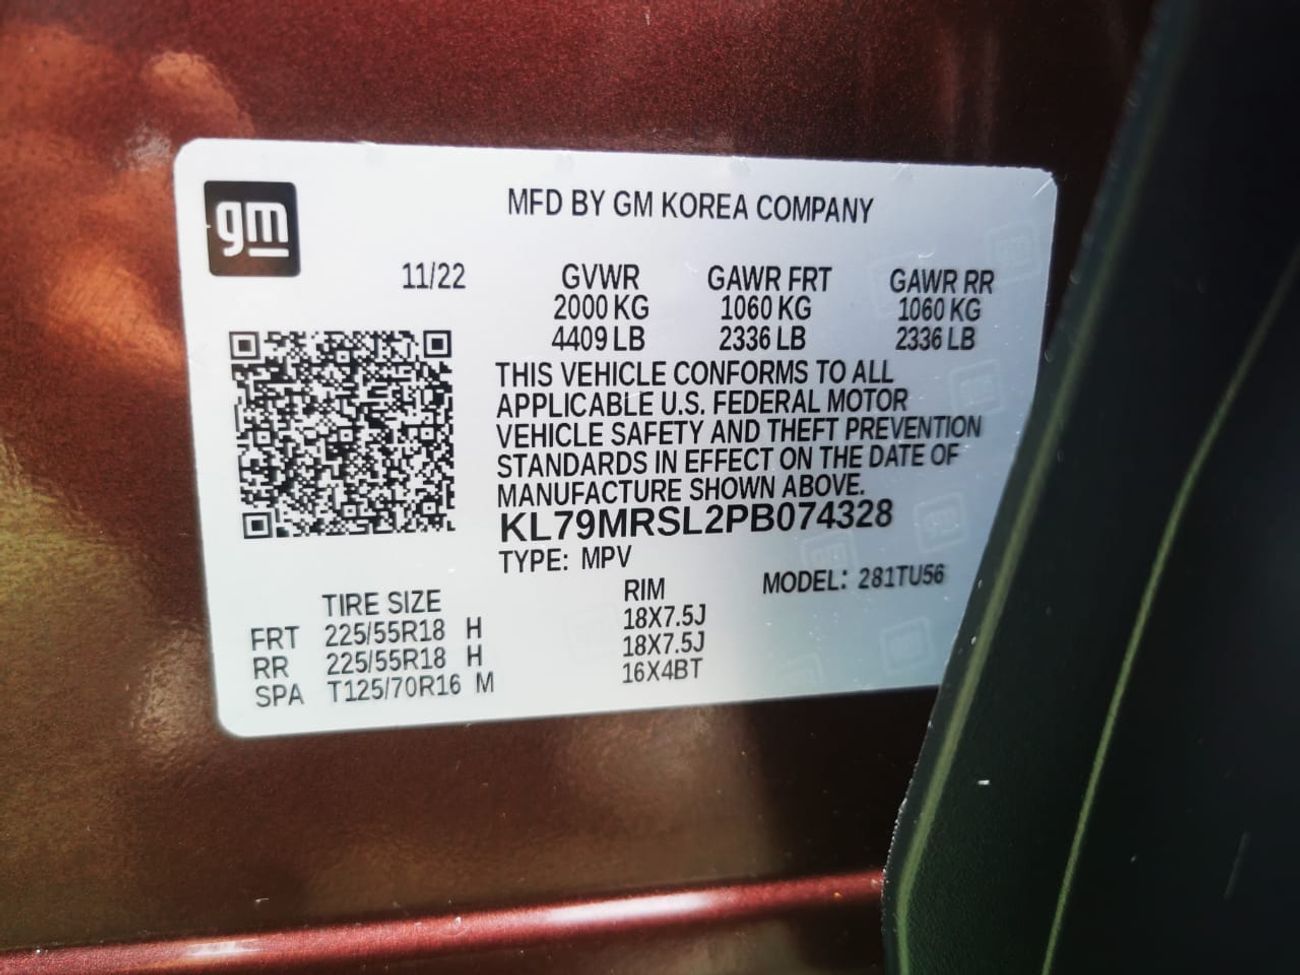 gm
MFD BY GM KOREA COMPANY
11/22 GVWR GAWR FRT GAWR RR
2000 KG 1060 KG 1060 KG
4409 LB 2336 LB 2336 LB
THIS VEHICLE CONFORMS TO ALL
APPLICABLE U.S. FEDERAL MOTOR
VEHICLE SAFETY AND THEFT PREVENTION
STANDARDS IN EFFECT ON THE DATE OF
MANUFACTURE SHOWN ABOVE.
KL79MRSL2PB074328
TYPE: MPV MODEL: 281TU56
TIRE SIZE RIM
FRT 225/55R18 H 18X7.5J
RR 225/55R18 H 18X7.5J
SPA T125/70R16 M 16X4BT